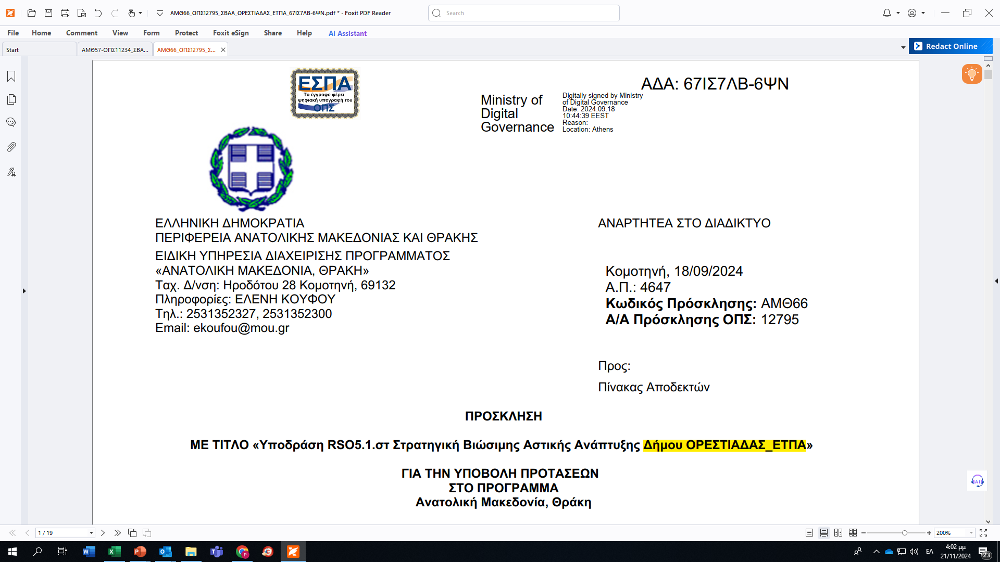 ΑΜΘ66_ΟΠΣ12795_ΣΒΑΑ_ΟΡΕΣΤΙΑΔΑΣ_ΕΤΠΑ_67ΙΣ7ΛΒ-6ΨΝ.pdf * - Foxit PDF Reader
Search
File Home Comment View Form Protect Foxit eSign Share Help AI Assistant
Start
ΑΜΘ57-ΟΠΣ11234_ΣΒΑ...
ΑΜΘ66_ΟΠΣ12795_Σ...
Redact Online
ΕΣΠΑ
Το έγγραφο φέρει
ψηφιακή υπογραφή του
ΟΠΣ
ΑΔΑ: 67ΙΣ7ΛΒ-6ΨΝ
Ministry of
Digital
Governance
Digitally signed by Ministry
of Digital Governance
Date: 2024.09.18
10:44:39 EEST
Reason:
Location: Athens
ΕΛΛΗΝΙΚΗ ΔΗΜΟΚΡΑΤΙΑ
ΠΕΡΙΦΕΡΕΙΑ ΑΝΑΤΟΛΙΚΗΣ ΜΑΚΕΔΟΝΙΑΣ ΚΑΙ ΘΡΑΚΗΣ
ΕΙΔΙΚΗ ΥΠΗΡΕΣΙΑ ΔΙΑΧΕΙΡΙΣΗΣ ΠΡΟΓΡΑΜΜΑΤΟΣ
«ΑΝΑΤΟΛΙΚΗ ΜΑΚΕΔΟΝΙΑ, ΘΡΑΚΗ»
Ταχ. Δ/νση: Ηροδότου 28 Κομοτηνή, 69132
Πληροφορίες: ΕΛΕΝΗ ΚΟΥΦΟΥ
Τηλ.: 2531352327, 2531352300
Email: ekoufou@mou.gr
ΑΝΑΡΤΗΤΕΑ ΣΤΟ ΔΙΑΔΙΚΤΥΟ
Κομοτηνή, 18/09/2024
Α.Π.: 4647
Κωδικός Πρόσκλησης: ΑΜΘ66
Α/Α Πρόσκλησης ΟΠΣ: 12795
Προς:
Πίνακας Αποδεκτών
ΠΡΟΣΚΛΗΣΗ
ΜΕ ΤΙΤΛΟ «Υποδράση RSO5.1.στ Στρατηγική Βιώσιμης Αστικής Ανάπτυξης Δήμου ΟΡΕΣΤΙΑΔΑΣ_ΕΤΠΑ»
ΓΙΑ ΤΗΝ ΥΠΟΒΟΛΗ ΠΡΟΤΑΣΕΩΝ
ΣΤΟ ΠΡΟΓΡΑΜΜΑ
Ανατολική Μακεδονία, Θράκη
AI
1 / 19
200%
ΕΛ
4:02 μμ
21/11/2024
23